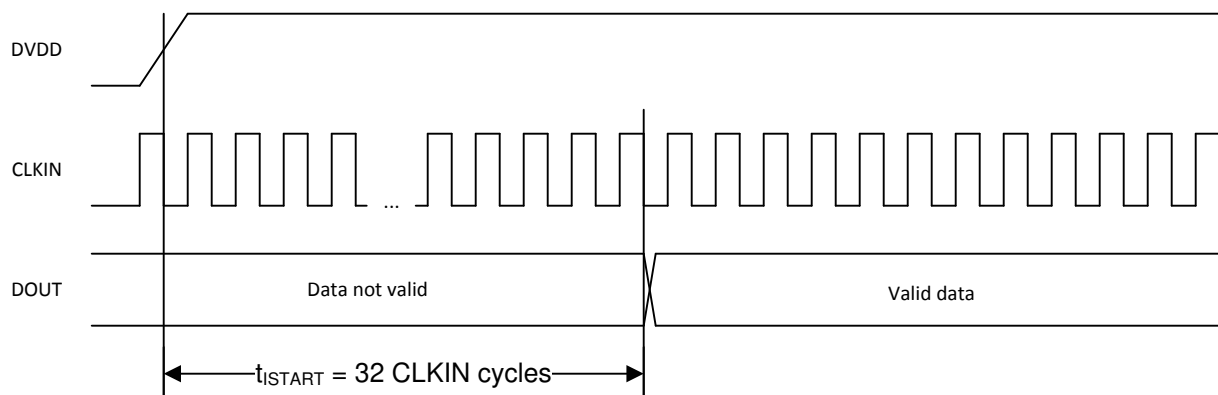 DVDD
CLKIN
...
DOUT
Data not valid
Valid data
tISTART = 32 CLKIN cycles